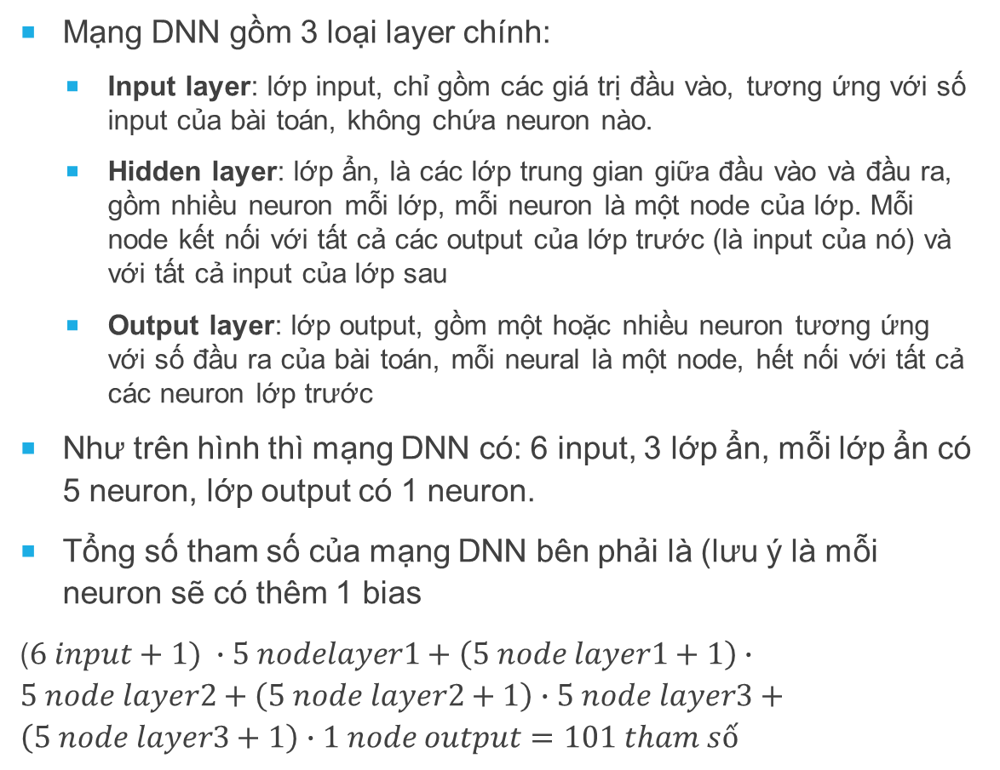 Mạng DNN gồm 3 loại layer chính:
Input layer: lớp input, chỉ gồm các giá trị đầu vào, tương ứng với số
input của bài toán, không chứa neuron nào.
Hidden layer: lớp ẩn, là các lớp trung gian giữa đầu vào và đầu ra,
gồm nhiều neuron mỗi lớp, mỗi neuron là một node của lớp. Mỗi
node kết nối với tất cả các output của lớp trước (là input của nó) và
với tất cả input của lớp sau
Output layer: lớp output, gồm một hoặc nhiều neuron tương ứng
với số đầu ra của bài toán, mỗi neural là một node, hết nối với tất cả
các neuron lớp trước
Như trên hình thì mạng DNN có: 6 input, 3 lớp ẩn, mỗi lớp ẩn có
5 neuron, lớp output có 1 neuron.
Tổng số tham số của mạng DNN bên phải là (lưu ý là mỗi
neuron sẽ có thêm 1 bias
(6 input + 1) · 5 nodelayer1 + (5 node layer1 + 1) ·
5 node layer2 + (5 node layer2 + 1) · 5 node layer3 +
(5 node layer3 + 1) · 1 node output = 101 tham số